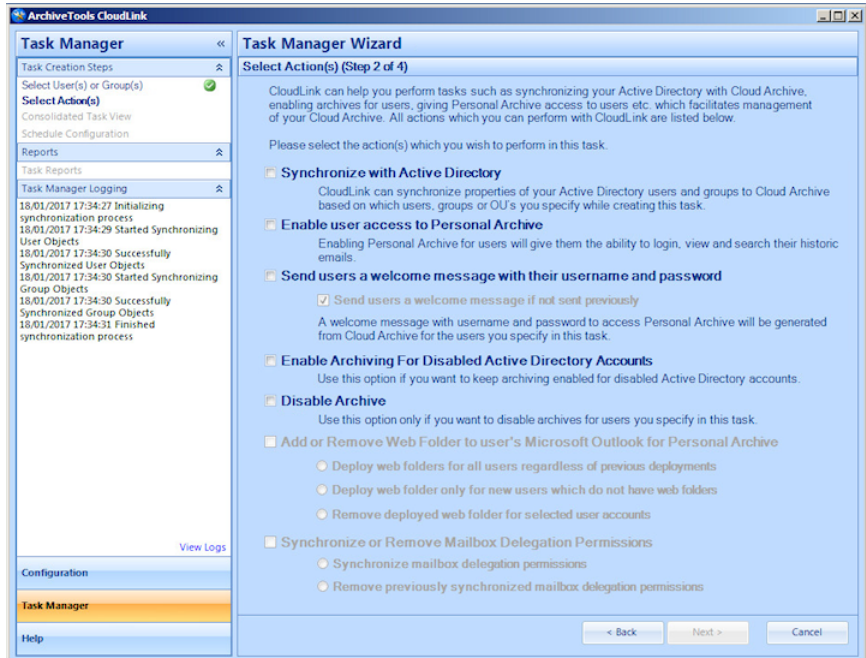 ArchiveTools CloudLink
Task Manager «
Task Creation Steps
Select User(s) or Group(s)
Select Action(s)
Consolidated Task View
Schedule Configuration
Reports
Task Reports
Task Manager Logging
18/01/2017 17:34:27 Initializing
synchronization process
18/01/2017 17:34:29 Started Synchronizing
User Objects
18/01/2017 17:34:30 Successfully
Synchronized User Objects
18/01/2017 17:34:30 Started Synchronizing
Group Objects
18/01/2017 17:34:30 Successfully
Synchronized Group Objects
18/01/2017 17:34:31 Finished
synchronization process
View Logs
Configuration
Task Manager
Help
Task Manager Wizard
Select Action(s) (Step 2 of 4)
CloudLink can help you perform tasks such as synchronizing your Active Directory with Cloud Archive,
enabling archives for users, giving Personal Archive access to users etc. which facilitates management
of your Cloud Archive. All actions which you can perform with CloudLink are listed below.
Please select the action(s) which you wish to perform in this task.
Synchronize with Active Directory
CloudLink can synchronize properties of your Active Directory users and groups to Cloud Archive
based on which users, groups or OU's you specify while creating this task.
Enable user access to Personal Archive
Enabling Personal Archive for users will give them the ability to login, view and search their historic
emails.
Send users a welcome message with their username and password
Send users a welcome message if not sent previously
A welcome message with username and password to access Personal Archive will be generated
from Cloud Archive for the users you specify in this task.
Enable Archiving For Disabled Active Directory Accounts
Use this option if you want to keep archiving enabled for disabled Active Directory accounts.
Disable Archive
Use this option only if you want to disable archives for users you specify in this task.
Add or Remove Web Folder to user's Microsoft Outlook for Personal Archive
Deploy web folders for all users regardless of previous deployments
Deploy web folder only for new users which do not have web folders
Remove deployed web folder for selected user accounts
Synchronize or Remove Mailbox Delegation Permissions
Synchronize mailbox delegation permissions
Remove previously synchronized mailbox delegation permissions
< Back Next > Cancel